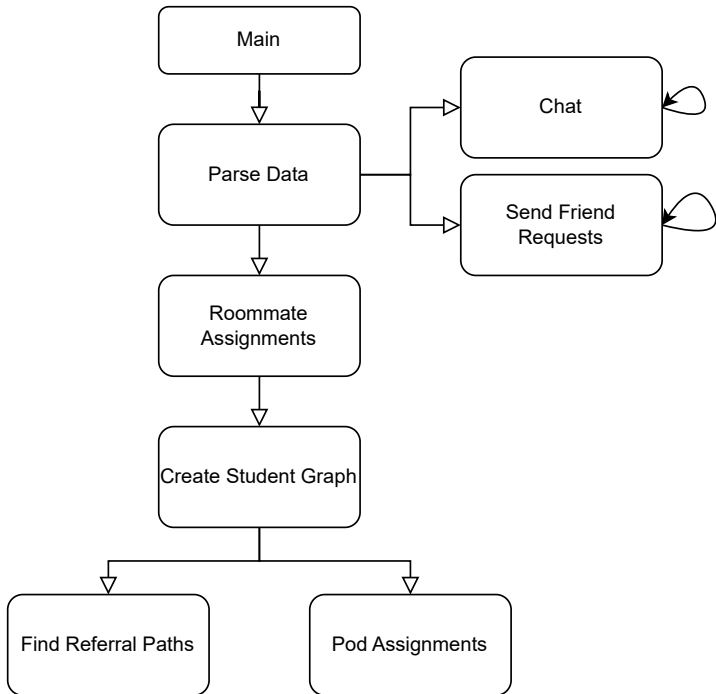 Main
Parse Data
Chat
Send Friend
Requests
Roommate
Assignments
Create Student Graph
Find Referral Paths
Pod Assignments